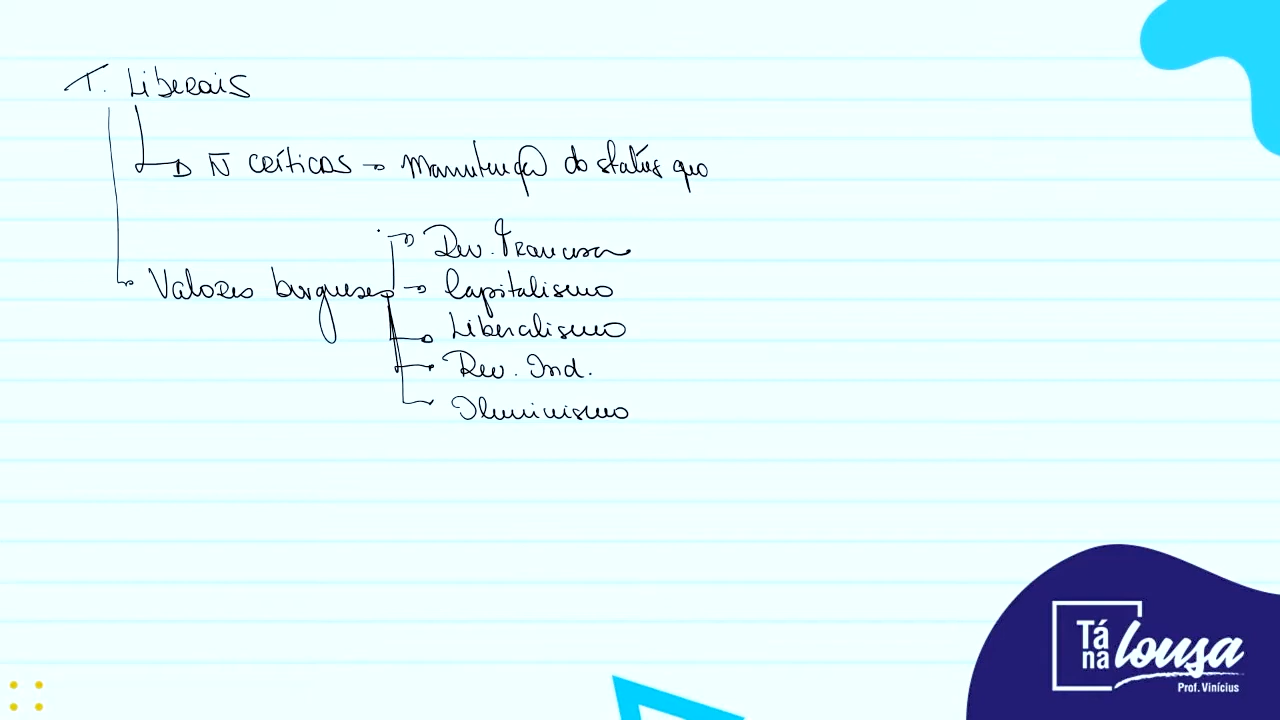 T. Liberais
Ñ críticas → Manutenção do status quo
Rev. Francesa
Valores burgueses → Capitalismo
Liberalismo
Rev. Ind.
Iluminismo
Tá
na lousa
Prof. Vinícius